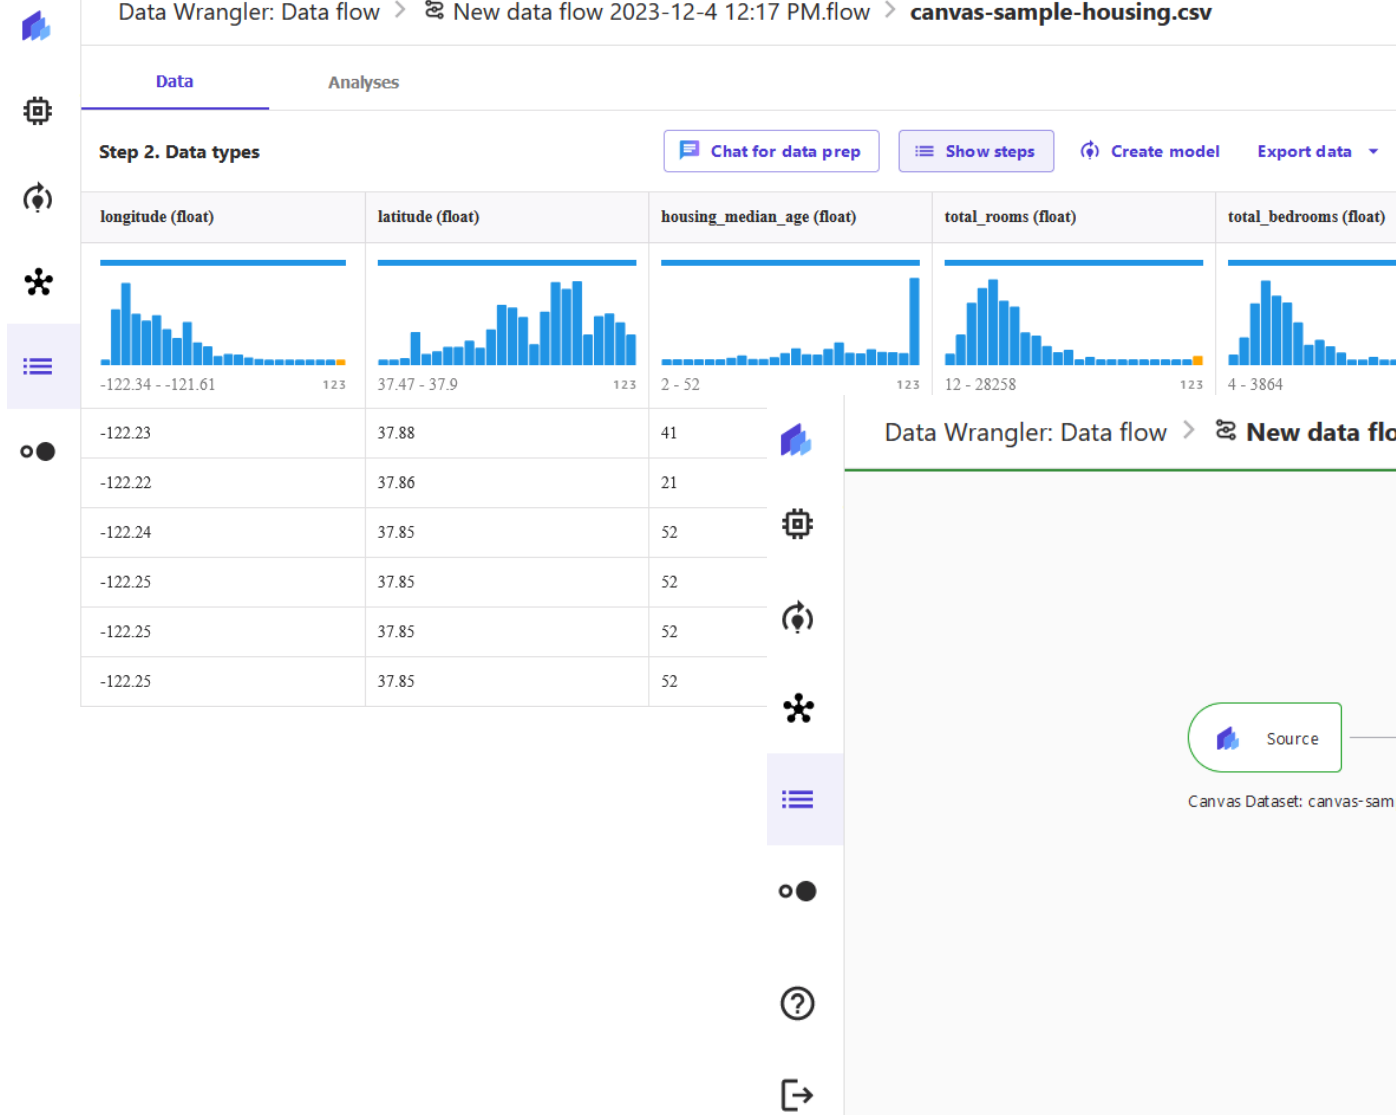 Data Wrangler: Data flow > New data flow 2023-12-4 12:17 PM.flow > canvas-sample-housing.csv
Data Analyses
Step 2. Data types Chat for data prep Show steps Create model Export data
longitude (float) latitude (float) housing_median_age (float) total_rooms (float) total_bedrooms (float)
-122.34 - -121.61 123 37.47 - 37.9 123 2 - 52 123 12 - 28258 123 4 - 3864
-122.23 37.88 41
-122.22 37.86 21
-122.24 37.85 52
-122.25 37.85 52
-122.25 37.85 52
-122.25 37.85 52
Data Wrangler: Data flow > New data flo
Source
Canvas Dataset: canvas-sam